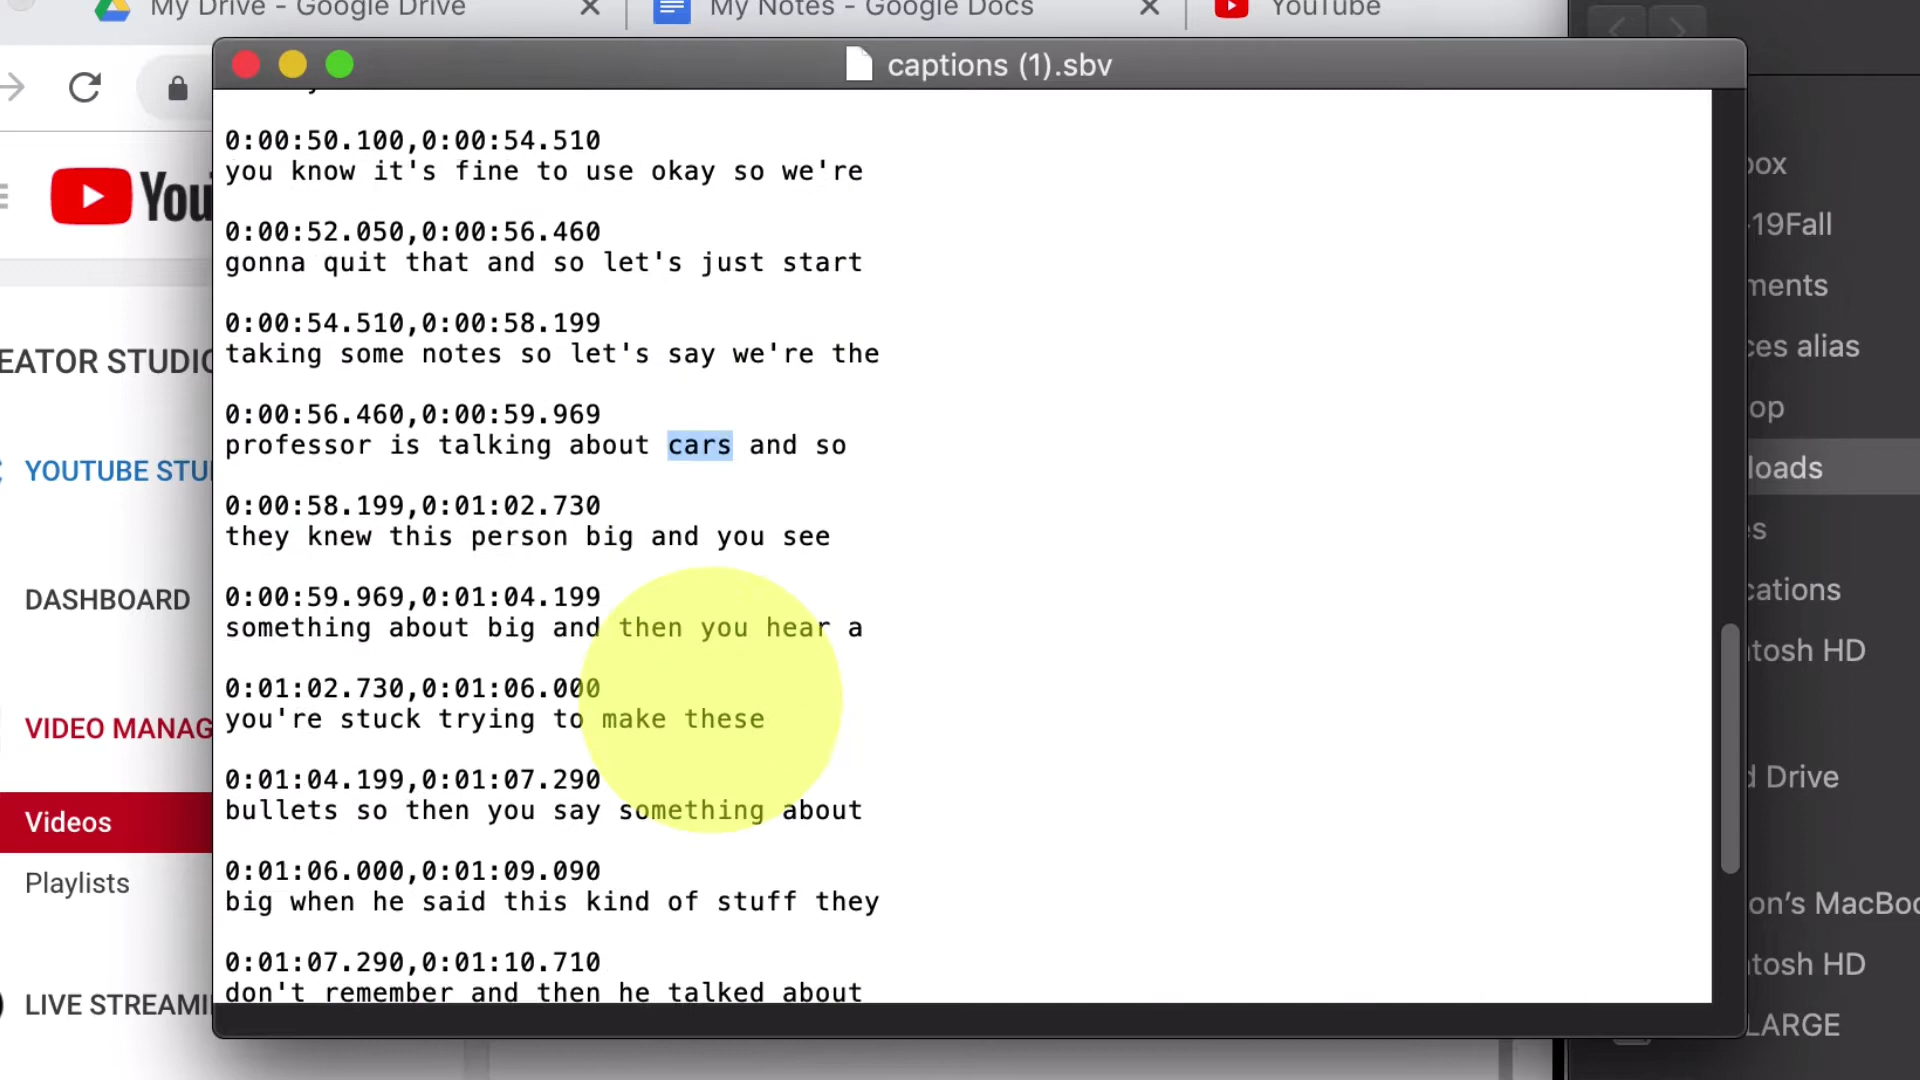 My Drive - Google Drive
My Notes - Google Docs
YouTube
captions (1).sbv
0:00:50.100,0:00:54.510
you know it's fine to use okay so we're
0:00:52.050,0:00:56.460
gonna quit that and so let's just start
0:00:54.510,0:00:58.199
taking some notes so let's say we're the
0:00:56.460,0:00:59.969
professor is talking about cars and so
0:00:58.199,0:01:02.730
they knew this person big and you see
0:00:59.969,0:01:04.199
something about big and then you hear a
0:01:02.730,0:01:06.000
you're stuck trying to make these
0:01:04.199,0:01:07.290
bullets so then you say something about
0:01:06.000,0:01:09.090
big when he said this kind of stuff they
0:01:07.290,0:01:10.710
don't remember and then he talked about
You
EATOR STUDIO
YOUTUBE STU
DASHBOARD
VIDEO MANAG
Videos
Playlists
LIVE STREAMI
box
-19Fall
ments
ces alias
op
loads
es
cations
ntosh HD
d Drive
on's MacBoo
ntosh HD
LARGE